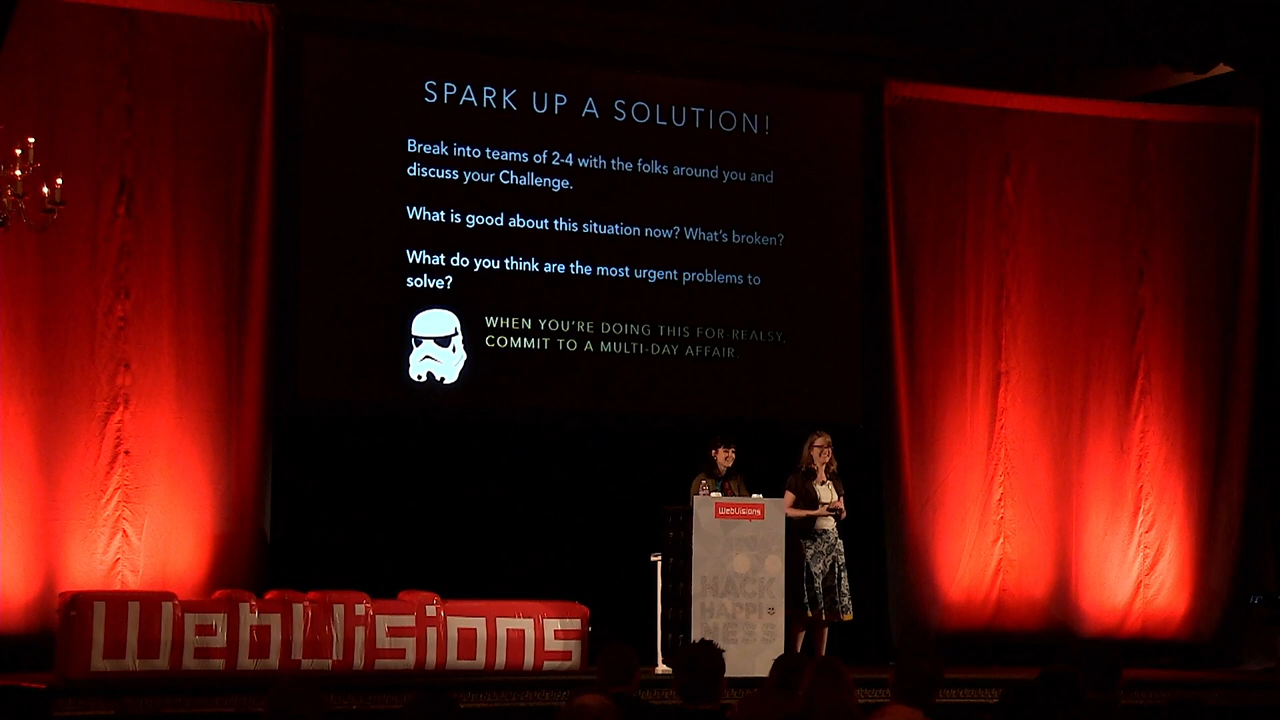 SPARK UP A SOLUTION!
Break into teams of 2-4 with the folks around you and
discuss your Challenge.
What is good about this situation now? What's broken?
What do you think are the most urgent problems to
solve?
WHEN YOU'RE DOING THIS FOR-REALSY,
COMMIT TO A MULTI-DAY AFFAIR.
WebVisions
HACK
HAPPI
NESS
WebVisions